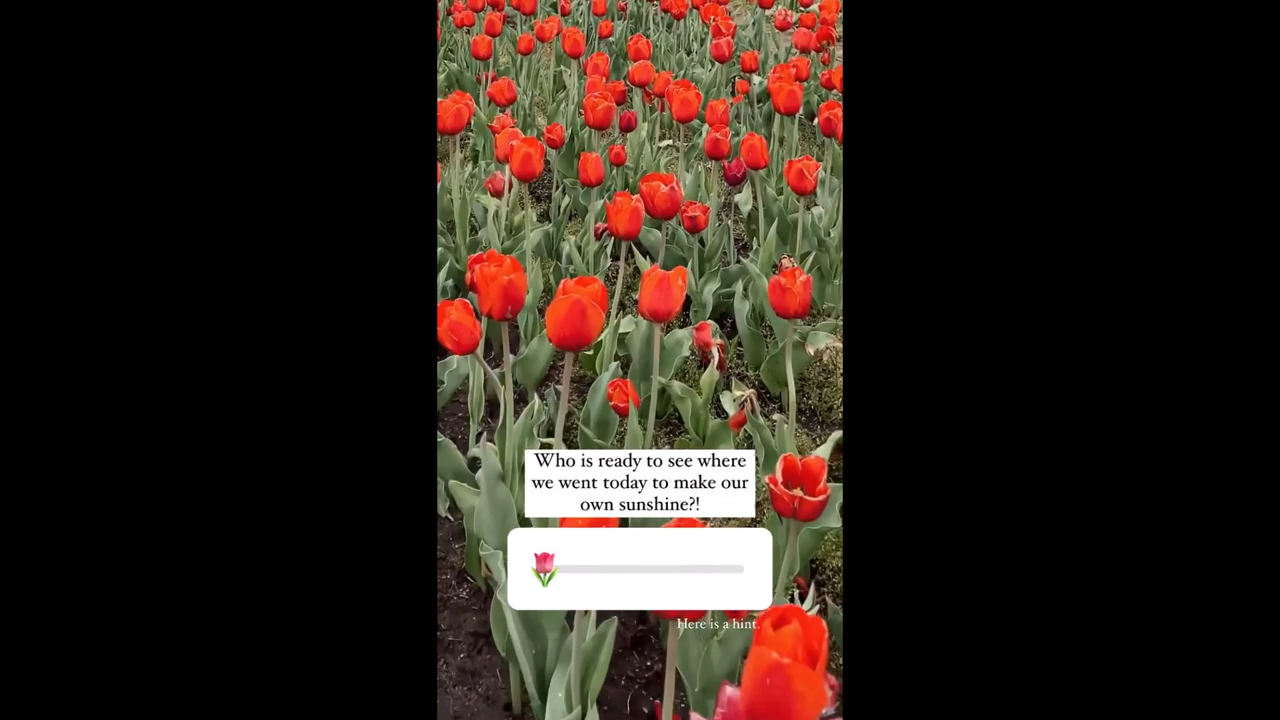 Who is ready to see where
we went today to make our
own sunshine?!
Here is a hint.